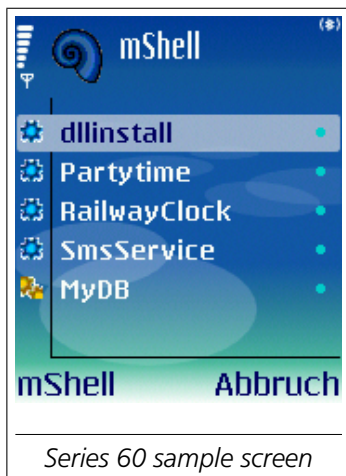 mShell
dllinstall
Partytime
RailwayClock
SmsService
MyDB
mShell Abbruch
Series 60 sample screen